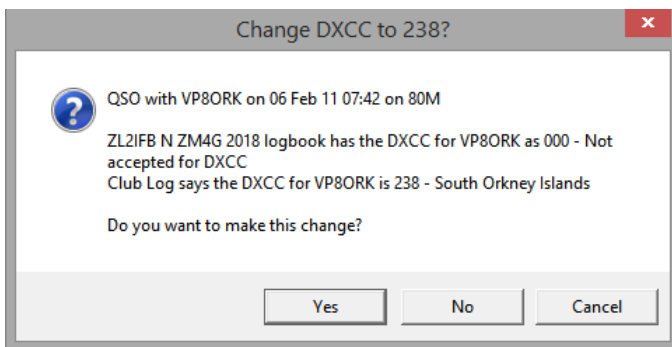 Change DXCC to 238?
QSO with VP8ORK on 06 Feb 11 07:42 on 80M
ZL2IFB N ZM4G 2018 logbook has the DXCC for VP8ORK as 000 - Not
accepted for DXCC
Club Log says the DXCC for VP8ORK is 238 - South Orkney Islands
Do you want to make this change?
Yes No Cancel